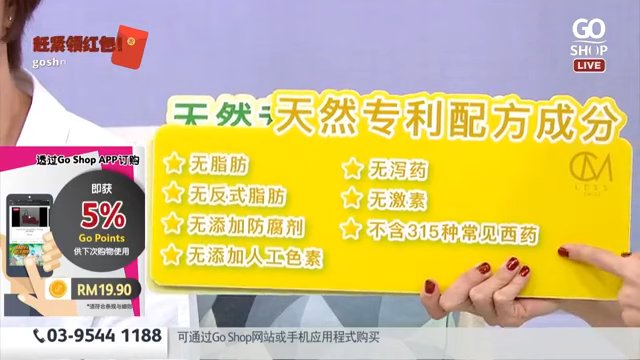 赶紧领红包!
gosho
GO
SHOP
LIVE
天然
天然专利配方成分
无脂肪
无反式脂肪
无添加防腐剂
无添加人工色素
无泻药
无激素
不含315种常见西药
CM
LESS
透过Go Shop APP订购
即获
5%
Go Points
供下次购物使用
RM19.90
03-9544 1188
可通过Go Shop网站或手机应用程式购买